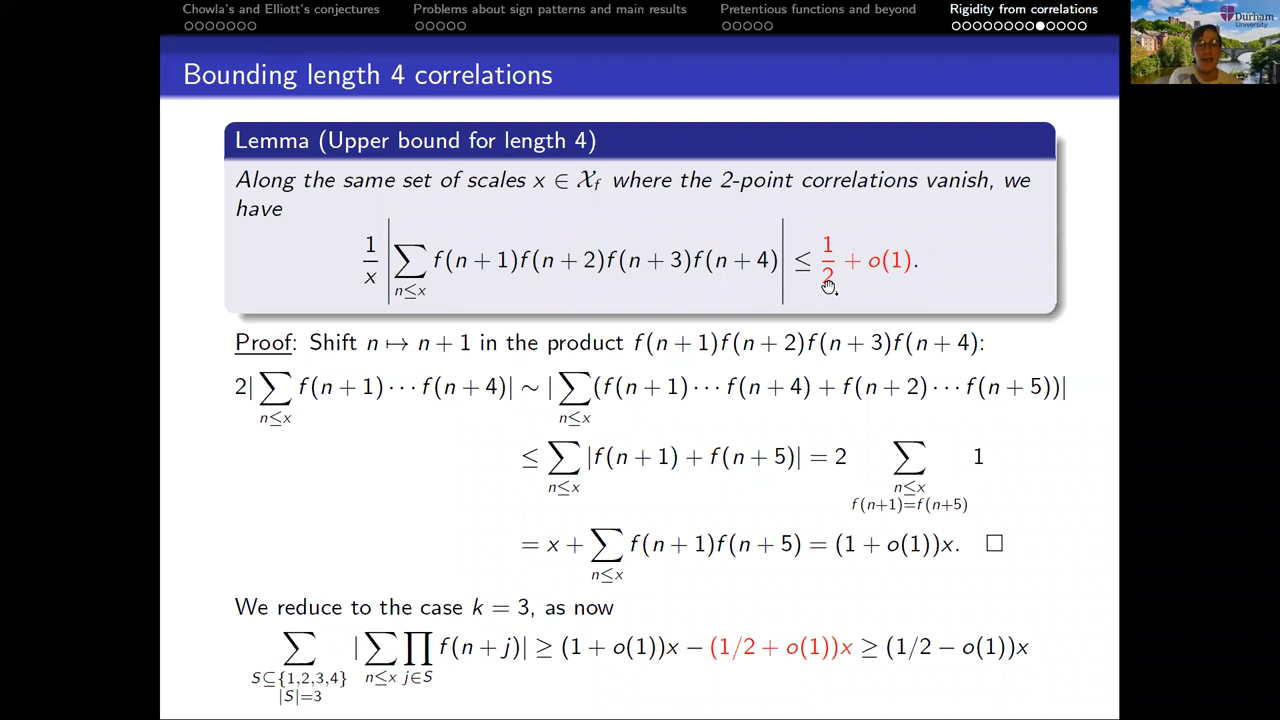 Chowla's and Elliott's conjectures Problems about sign patterns and main results Pretentious functions and beyond Rigidity from correlations
Durham
University
Bounding length 4 correlations
Lemma (Upper bound for length 4)
Along the same set of scales x ∈ 𝒳_f where the 2-point correlations vanish, we
have
1/x |∑_{n≤x} f(n + 1)f(n + 2)f(n + 3)f(n + 4)| ≤ 1/2 + o(1).
Proof: Shift n ↦ n + 1 in the product f(n + 1)f(n + 2)f(n + 3)f(n + 4):
2|∑_{n≤x} f(n + 1) ⋯ f(n + 4)| ∼ |∑_{n≤x} (f(n + 1) ⋯ f(n + 4) + f(n + 2) ⋯ f(n + 5))|
≤ ∑_{n≤x} |f(n + 1) + f(n + 5)| = 2 ∑_{n≤x, f(n+1)=f(n+5)} 1
= x + ∑_{n≤x} f(n + 1)f(n + 5) = (1 + o(1))x. □
We reduce to the case k = 3, as now
∑_{S⊆{1,2,3,4}, |S|=3} |∑_{n≤x} ∏_{j∈S} f(n + j)| ≥ (1 + o(1))x − (1/2 + o(1))x ≥ (1/2 − o(1))x